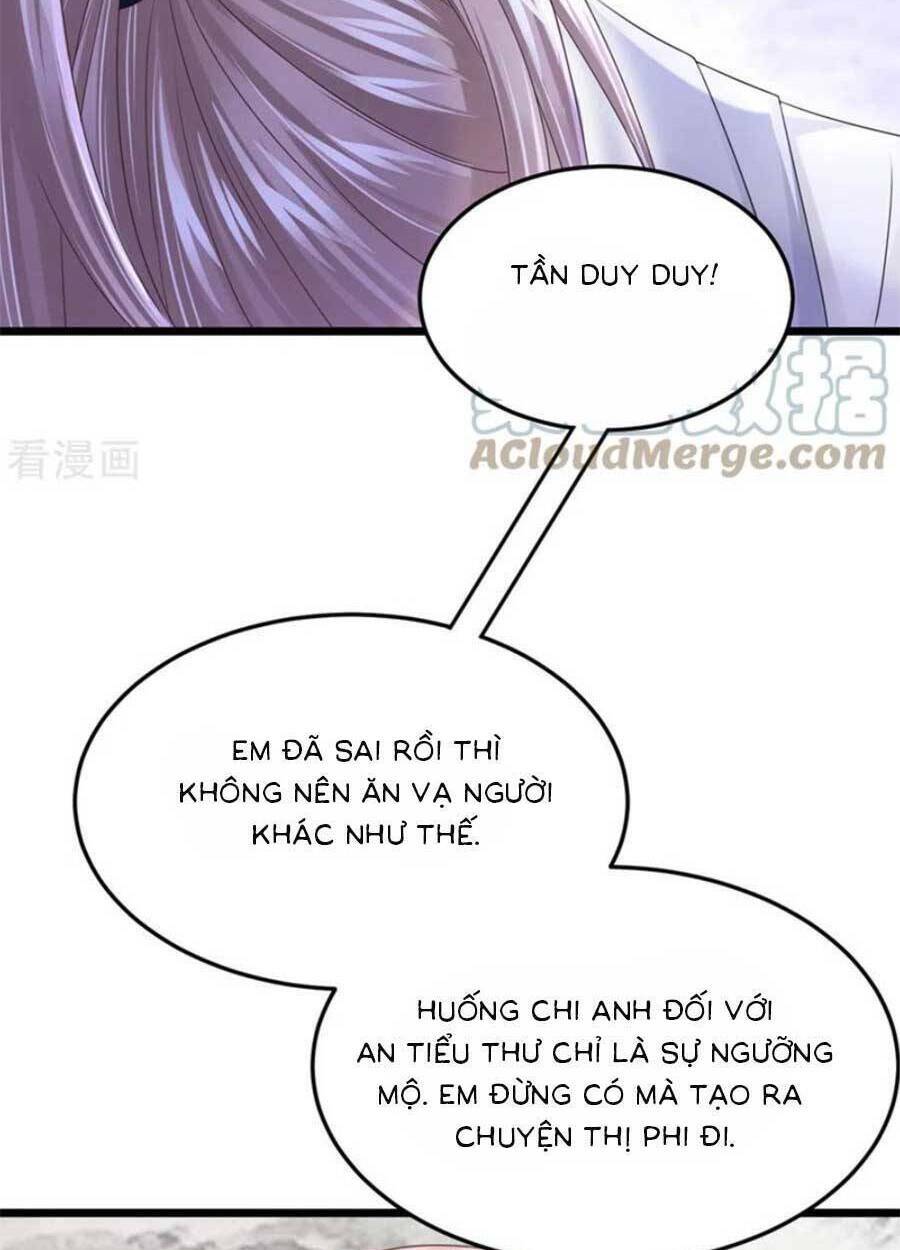 TẦN DUY DUY!
数据
ACloudMerge.com
看漫画
EM ĐÃ SAI RỒI THÌ
KHÔNG NÊN ĂN VẠ NGƯỜI
KHÁC NHƯ THẾ.
HUỐNG CHI ANH ĐỐI VỚI
AN TIỂU THƯ CHỈ LÀ SỰ NGƯỠNG
MỘ. EM ĐỪNG CÓ MÀ TẠO RA
CHUYỆN THỊ PHI ĐI.